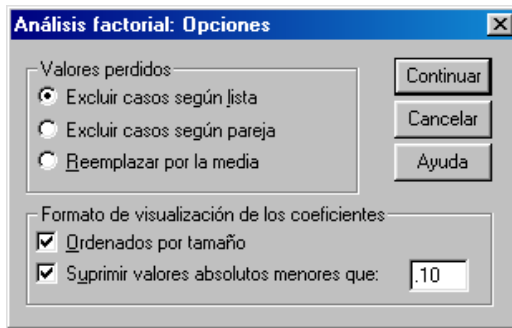 Análisis factorial: Opciones
Valores perdidos
Excluir casos según lista
Excluir casos según pareja
Reemplazar por la media
Continuar
Cancelar
Ayuda
Formato de visualización de los coeficientes
Ordenados por tamaño
Suprimir valores absolutos menores que: .10